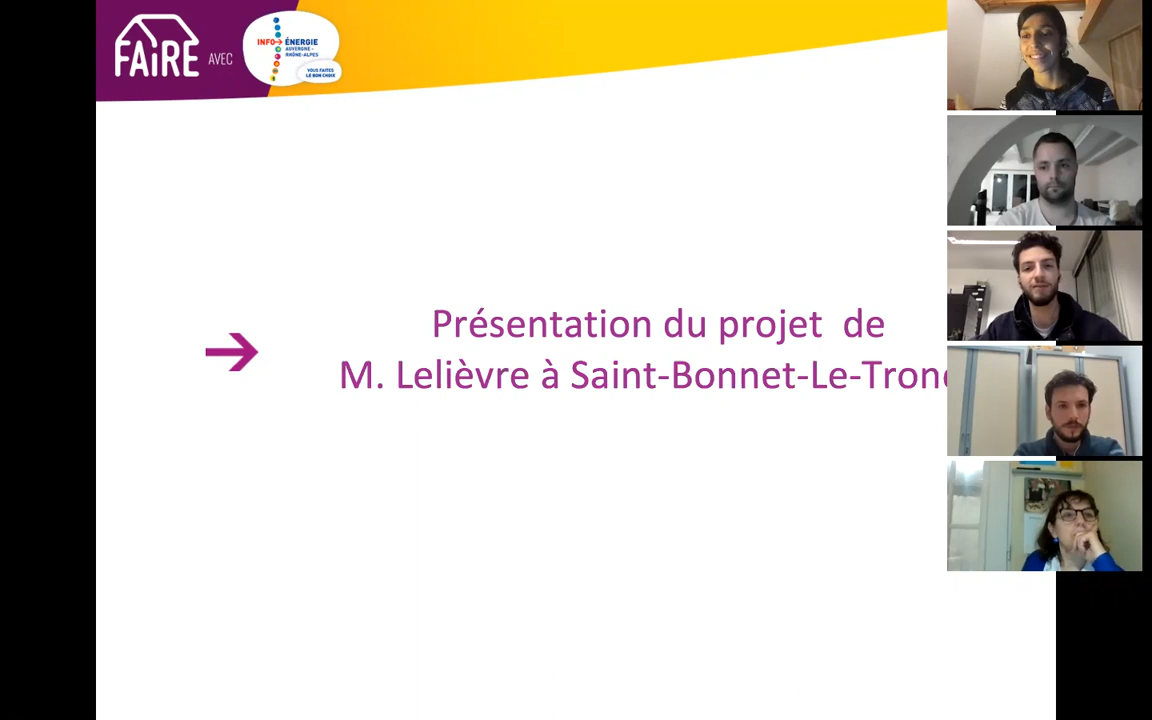 FAiRE AVEC
INFO ÉNERGIE
AUVERGNE -
RHÔNE-ALPES
VOUS FAITES
LE BON CHOIX
Présentation du projet de
M. Lelièvre à Saint-Bonnet-Le-Tronc